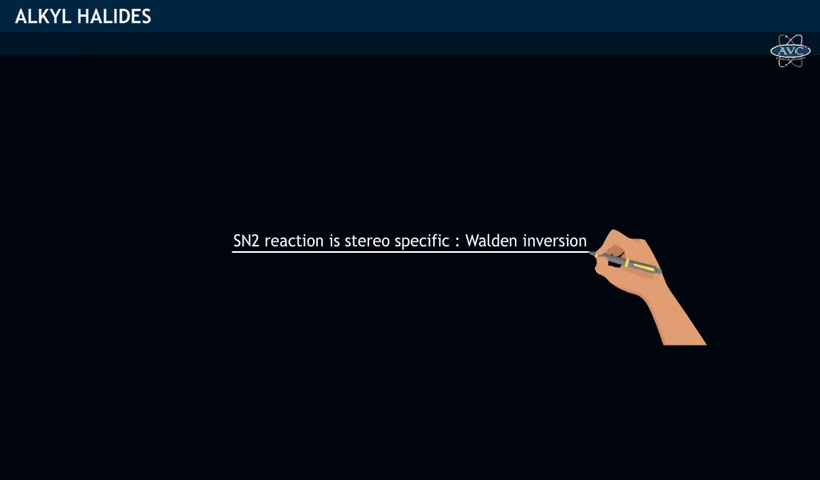 ALKYL HALIDES
AVC
SN2 reaction is stereo specific : Walden inversion